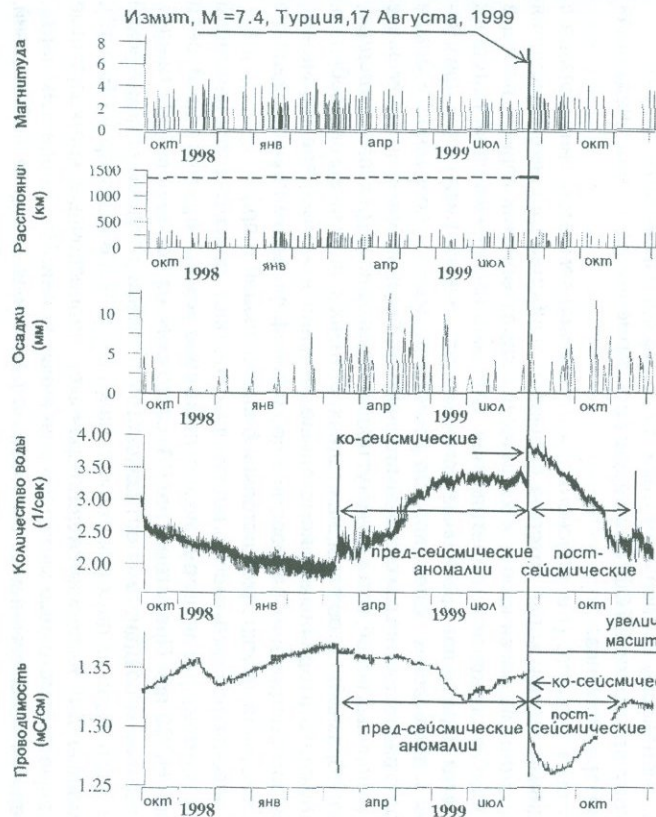 Измит, М =7.4, Турция,17 Августа, 1999
Магнитуда
8
6
4
2
0
окт янв апр июл окт
1998 1999
Расстояни
(км)
1500
1000
500
0
окт янв апр июл окт
1998 1999
Осадки
(мм)
10
5
0
окт янв апр июл окт
1998 1999
Количество воды
(1/сек)
4.00
3.50
3.00
2.50
2.00
ко-сейсмические
пред-сейсмические
аномалии
пост-
сейсмические
окт янв апр июл окт
1998 1999
Проводимость
(мС/см)
1.35
1.30
1.25
увелич
масшт
ко-сейсмичес
пред-сейсмические
аномалии
пост-
сейсмические
окт янв апр июл окт
1998 1999